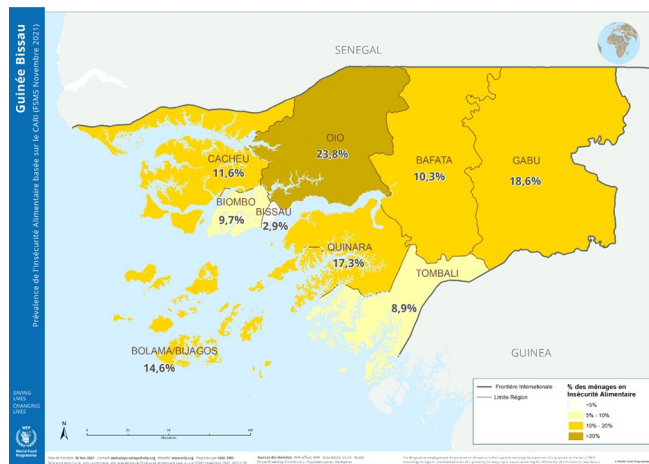 Guinée Bissau
Prévalence de l'Insécurité Alimentaire basée sur le CARI (FSMS Novembre 2021)
SENEGAL
OIO
23,8%
CACHEU
11,6%
BAFATA
10,3%
GABU
18,6%
BIOMBO
9,7%
BISSAU
2,9%
QUINARA
17,3%
TOMBALI
8,9%
BOLAMA/BIJAGOS
14,6%
GUINEA
Frontière Internationale
Limite Région
% des ménages en
Insécurité Alimentaire
<5%
5% - 10%
10% - 20%
>20%
SAVING
LIVES
CHANGING
LIVES
WFP
World Food
Programme
N